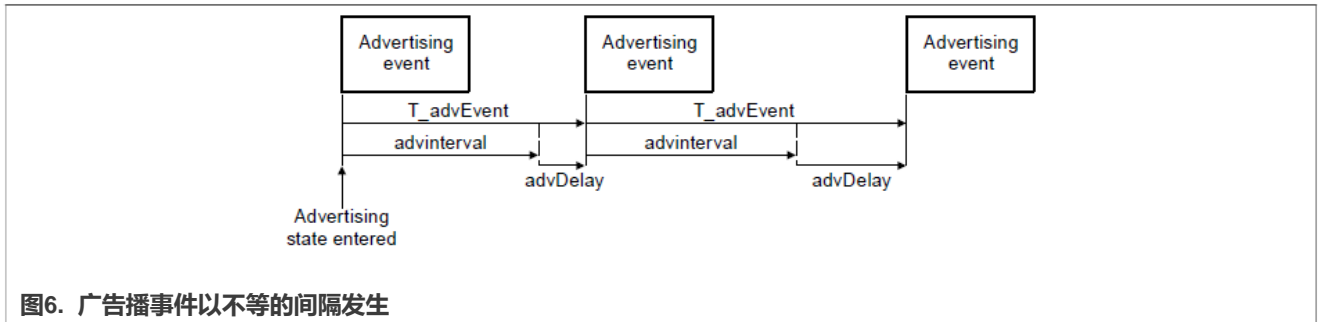 Advertising
event
Advertising
event
Advertising
event
T_advEvent
T_advEvent
advinterval
advinterval
advDelay
advDelay
Advertising
state entered
图6. 广告播事件以不等的间隔发生